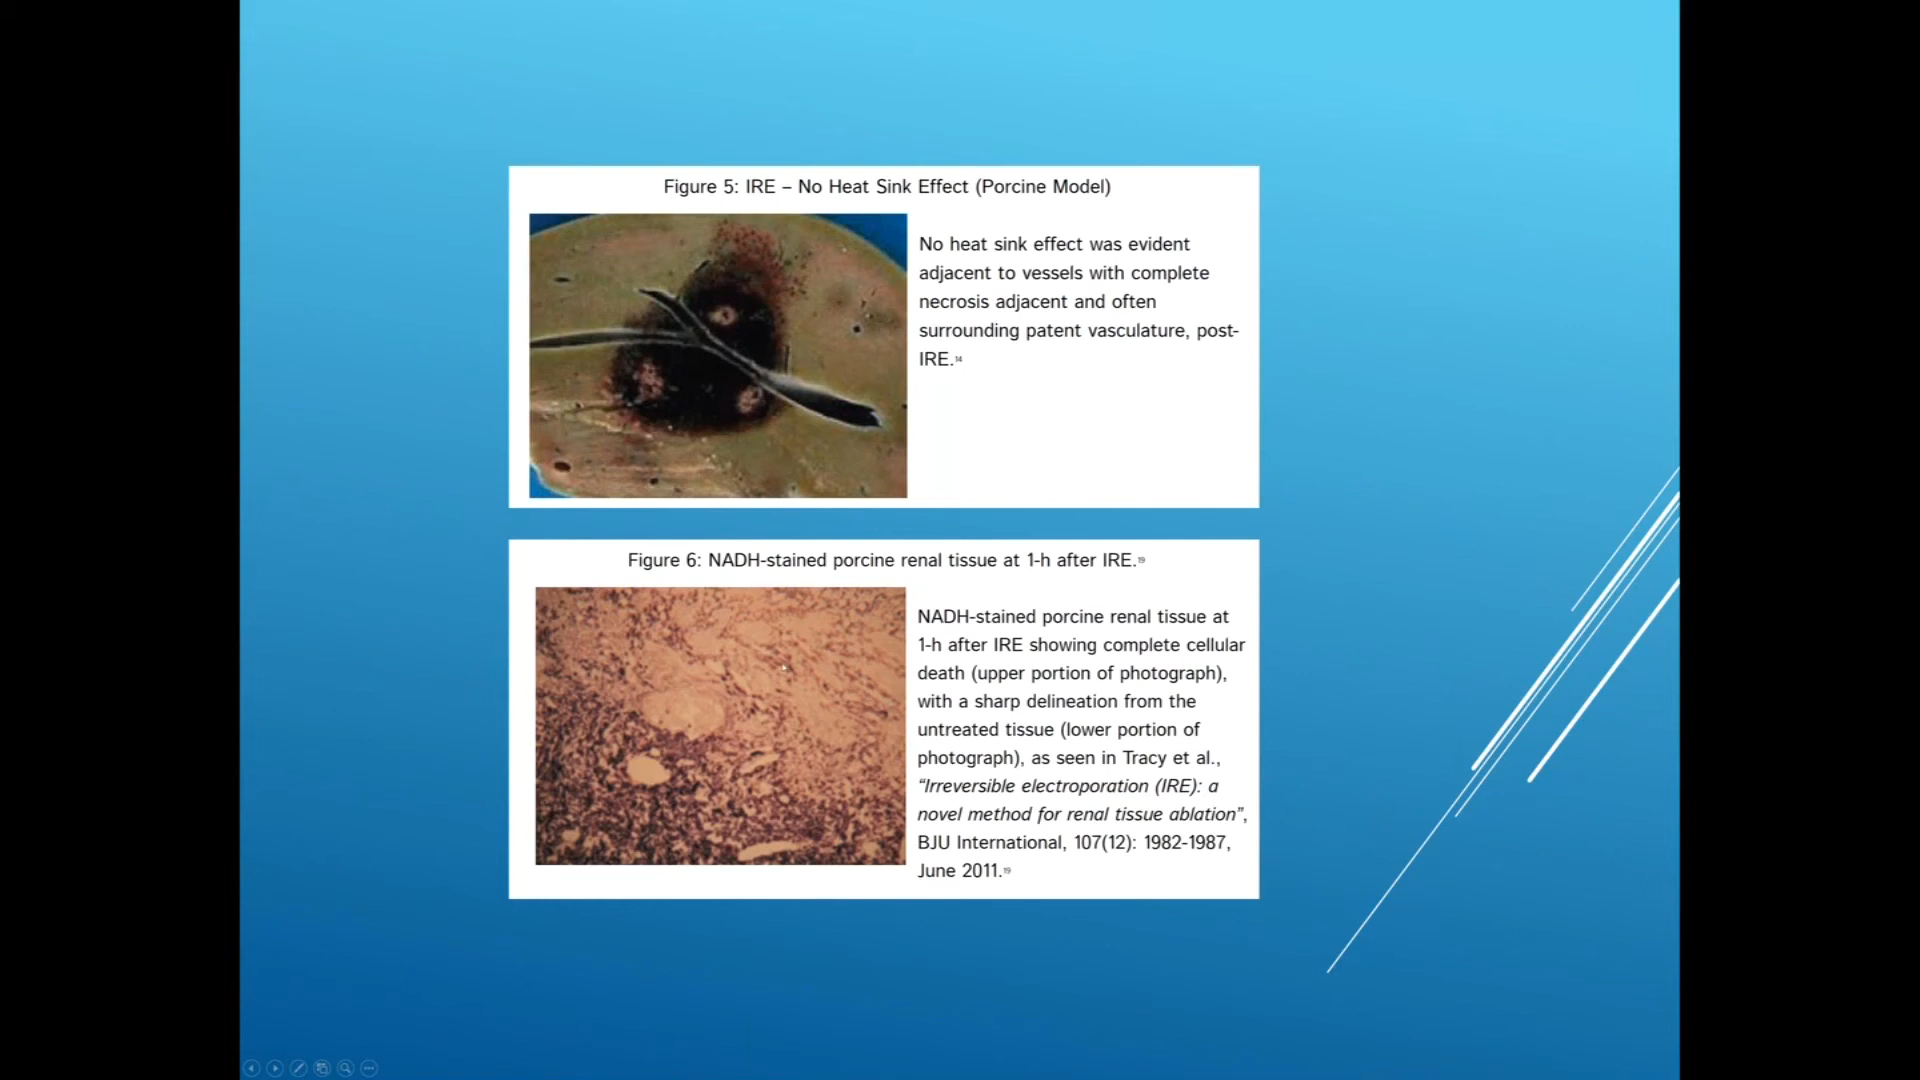 Figure 5: IRE – No Heat Sink Effect (Porcine Model)
No heat sink effect was evident
adjacent to vessels with complete
necrosis adjacent and often
surrounding patent vasculature, post-
IRE.¹⁴
Figure 6: NADH-stained porcine renal tissue at 1-h after IRE.¹⁹
NADH-stained porcine renal tissue at
1-h after IRE showing complete cellular
death (upper portion of photograph),
with a sharp delineation from the
untreated tissue (lower portion of
photograph), as seen in Tracy et al.,
“Irreversible electroporation (IRE): a
novel method for renal tissue ablation”,
BJU International, 107(12): 1982-1987,
June 2011.¹⁹